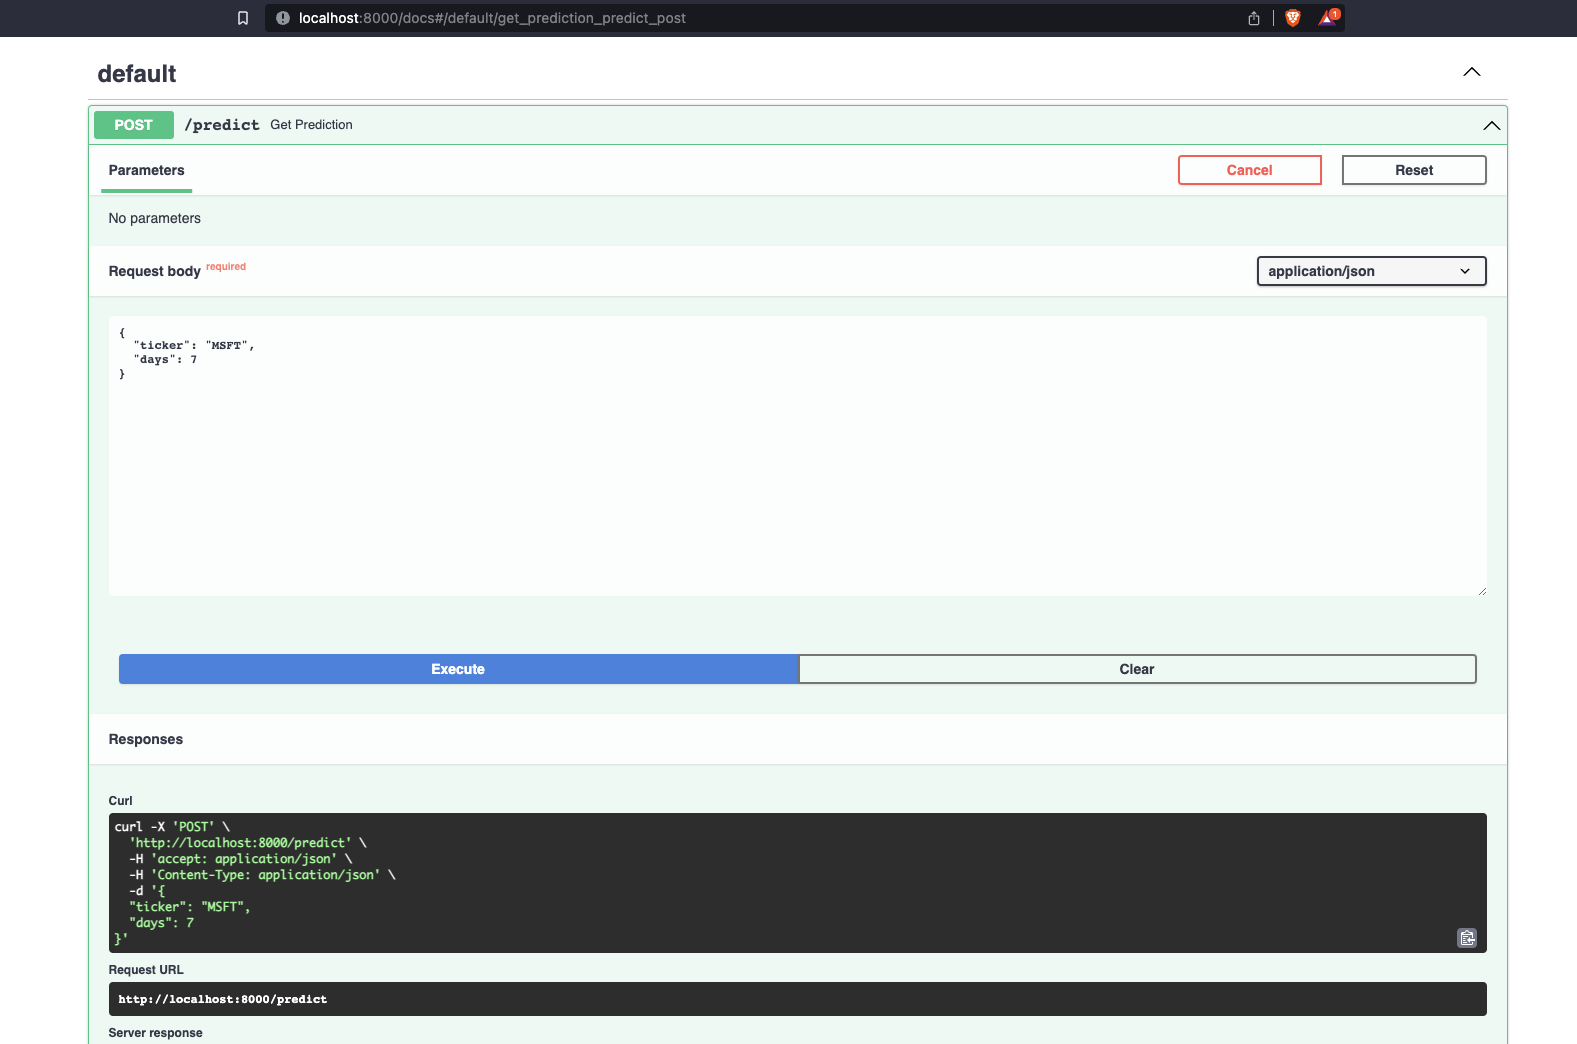 localhost:8000/docs#/default/get_prediction_predict_post
1
default
POST /predict Get Prediction
Parameters
Cancel
Reset
No parameters
Request body required
application/json
{
  "ticker": "MSFT",
  "days": 7
}
Execute
Clear
Responses
Curl
curl -X 'POST' \
  'http://localhost:8000/predict' \
  -H 'accept: application/json' \
  -H 'Content-Type: application/json' \
  -d '{
  "ticker": "MSFT",
  "days": 7
}'
Request URL
http://localhost:8000/predict
Server response